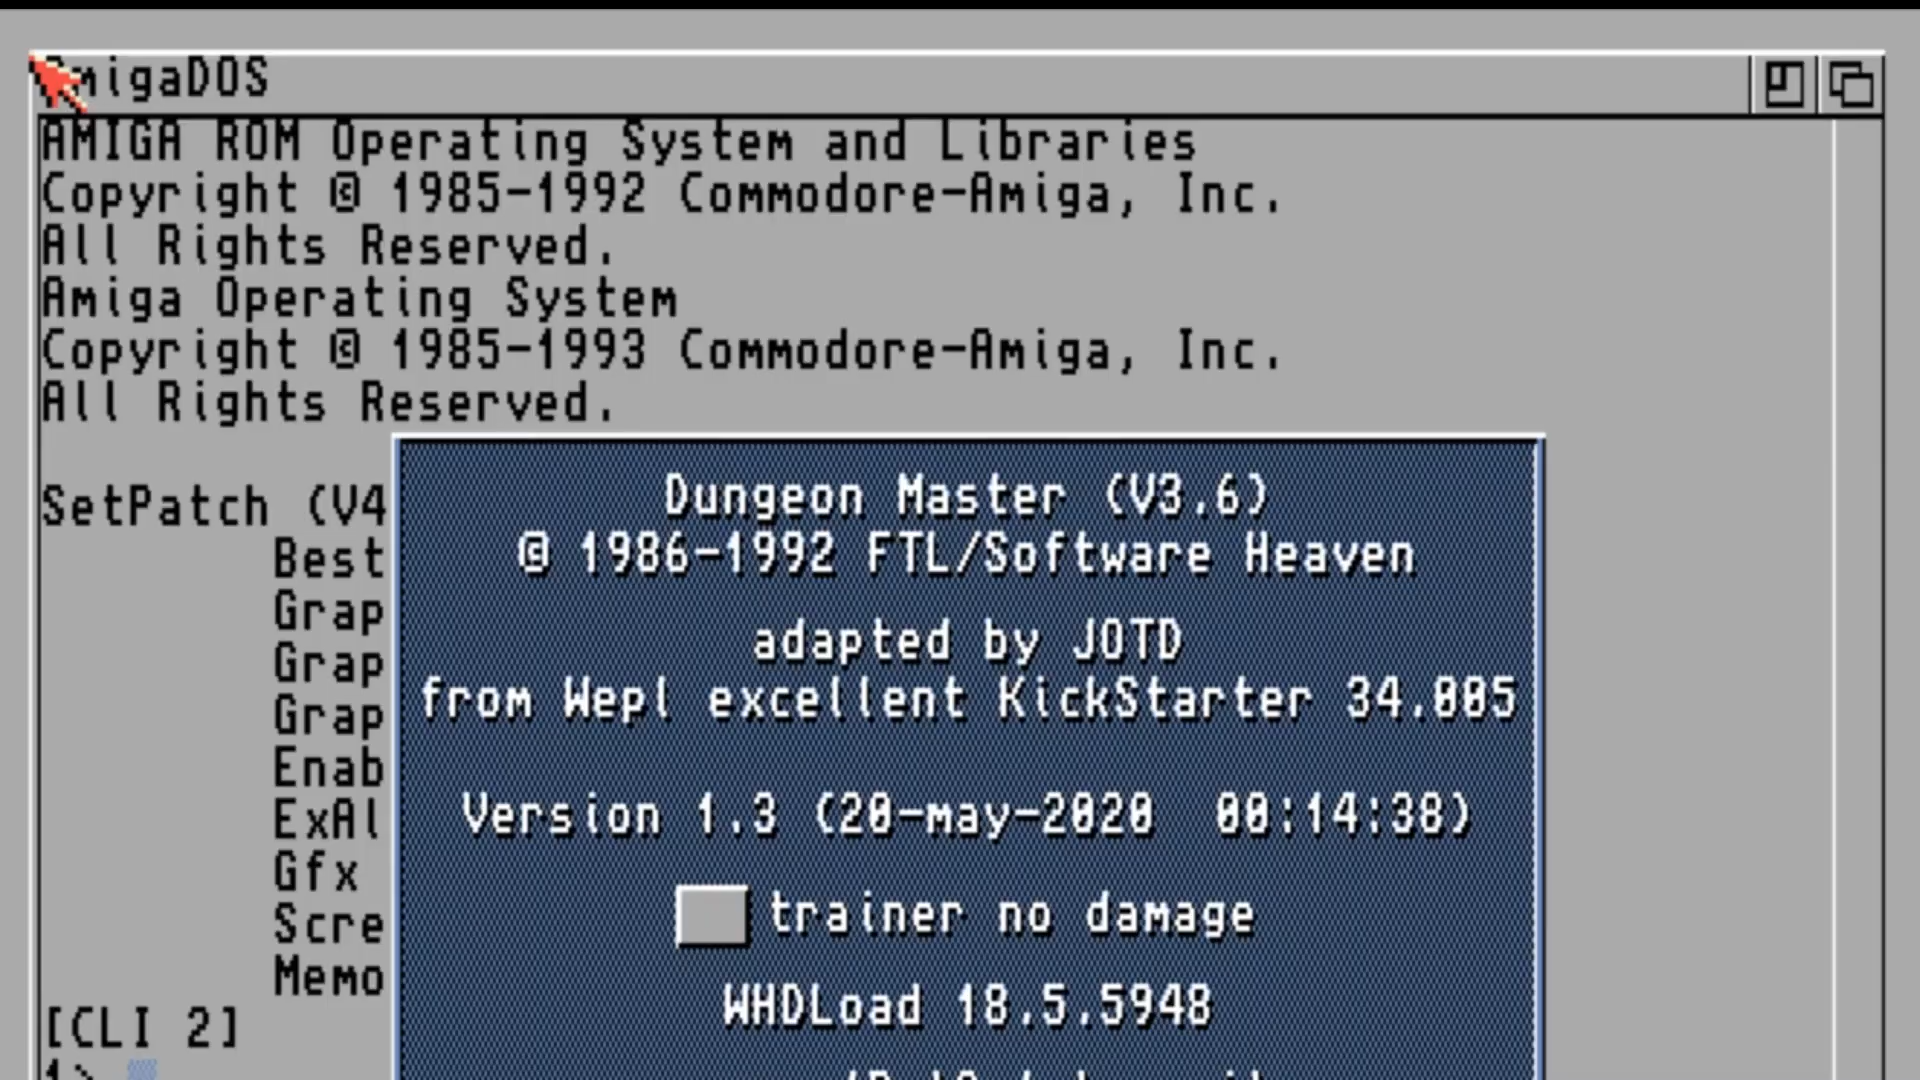 AmigaDOS
AMIGA ROM Operating System and Libraries
Copyright © 1985-1992 Commodore-Amiga, Inc.
All Rights Reserved.
Amiga Operating System
Copyright © 1985-1993 Commodore-Amiga, Inc.
All Rights Reserved.
SetPatch (V4
Best
Grap
Grap
Grap
Enab
ExAl
Gfx
Scre
Memo
[CLI 2]
1>
Dungeon Master (V3.6)
© 1986-1992 FTL/Software Heaven
adapted by JOTD
from Wepl excellent KickStarter 34.005
Version 1.3 (20-may-2020 00:14:38)
trainer no damage
WHDLoad 18.5.5948